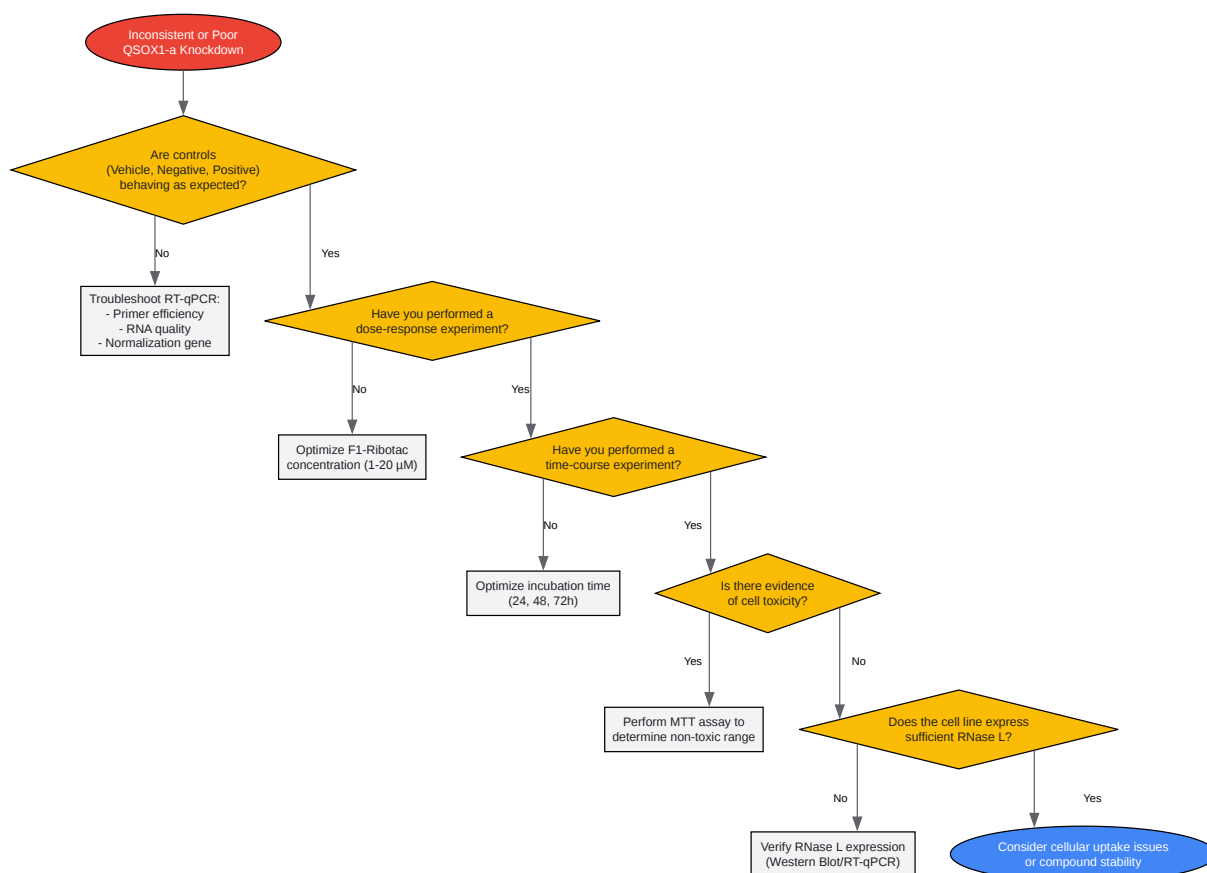 Inconsistent or Poor
QSOX1-a Knockdown
Are controls
(Vehicle, Negative, Positive)
behaving as expected?
No
Yes
Troubleshoot RT-qPCR:
- Primer efficiency
- RNA quality
- Normalization gene
Have you performed a
dose-response experiment?
No
Yes
Optimize F1-Ribotac
concentration (1-20 µM)
Have you performed a
time-course experiment?
No
Yes
Optimize incubation time
(24, 48, 72h)
Is there evidence
of cell toxicity?
Yes
No
Perform MTT assay to
determine non-toxic range
Does the cell line express
sufficient RNase L?
No
Yes
Verify RNase L expression
(Western Blot/RT-qPCR)
Consider cellular uptake issues
or compound stability